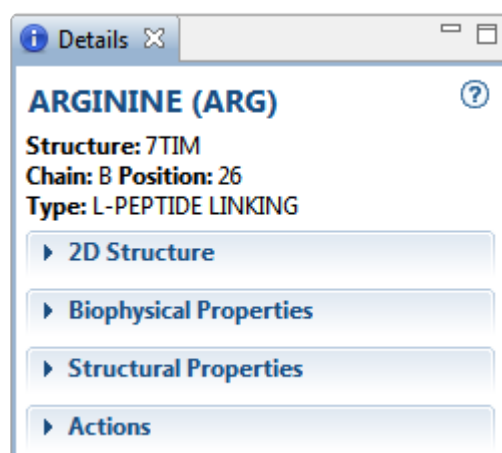 Details
ARGININE (ARG)
Structure: 7TIM
Chain: B Position: 26
Type: L-PEPTIDE LINKING
2D Structure
Biophysical Properties
Structural Properties
Actions